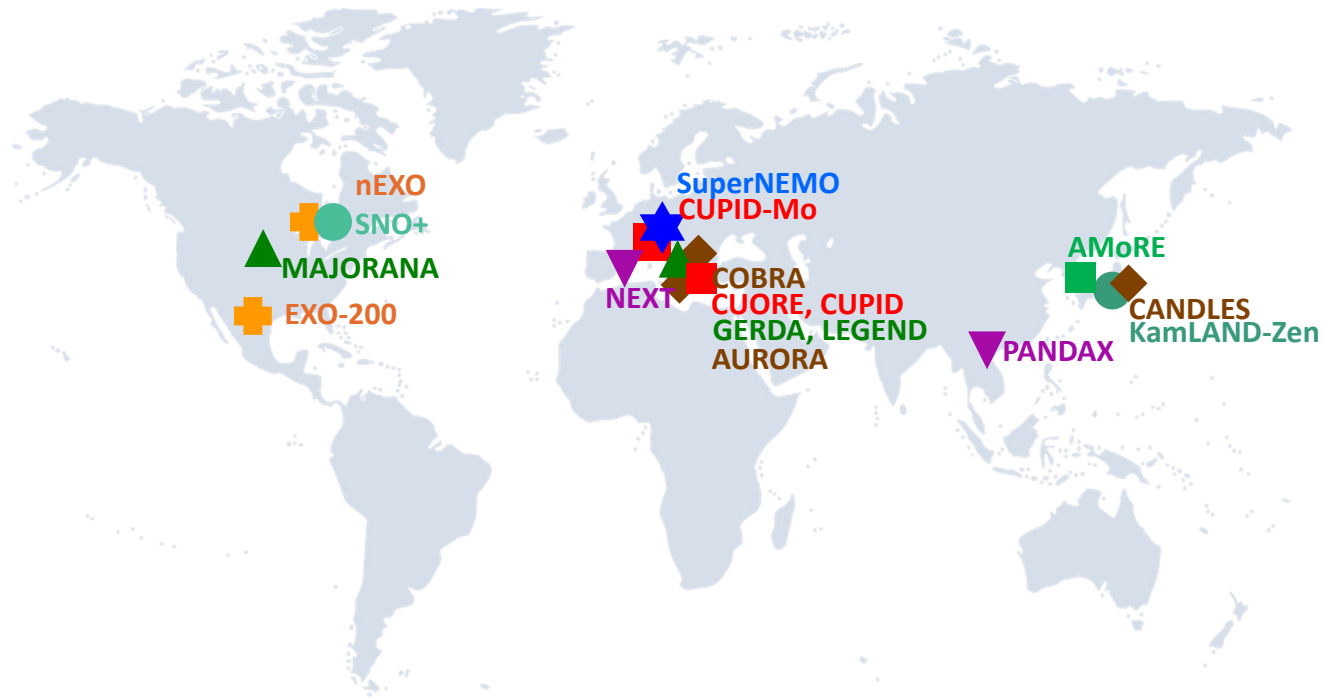 nEXO
SNO+
MAJORANA
EXO-200
SuperNEMO
CUPID-Mo
NEXT
COBRA
CUORE, CUPID
GERDA, LEGEND
AURORA
AMoRE
CANDLES
KamLAND-Zen
PANDAX